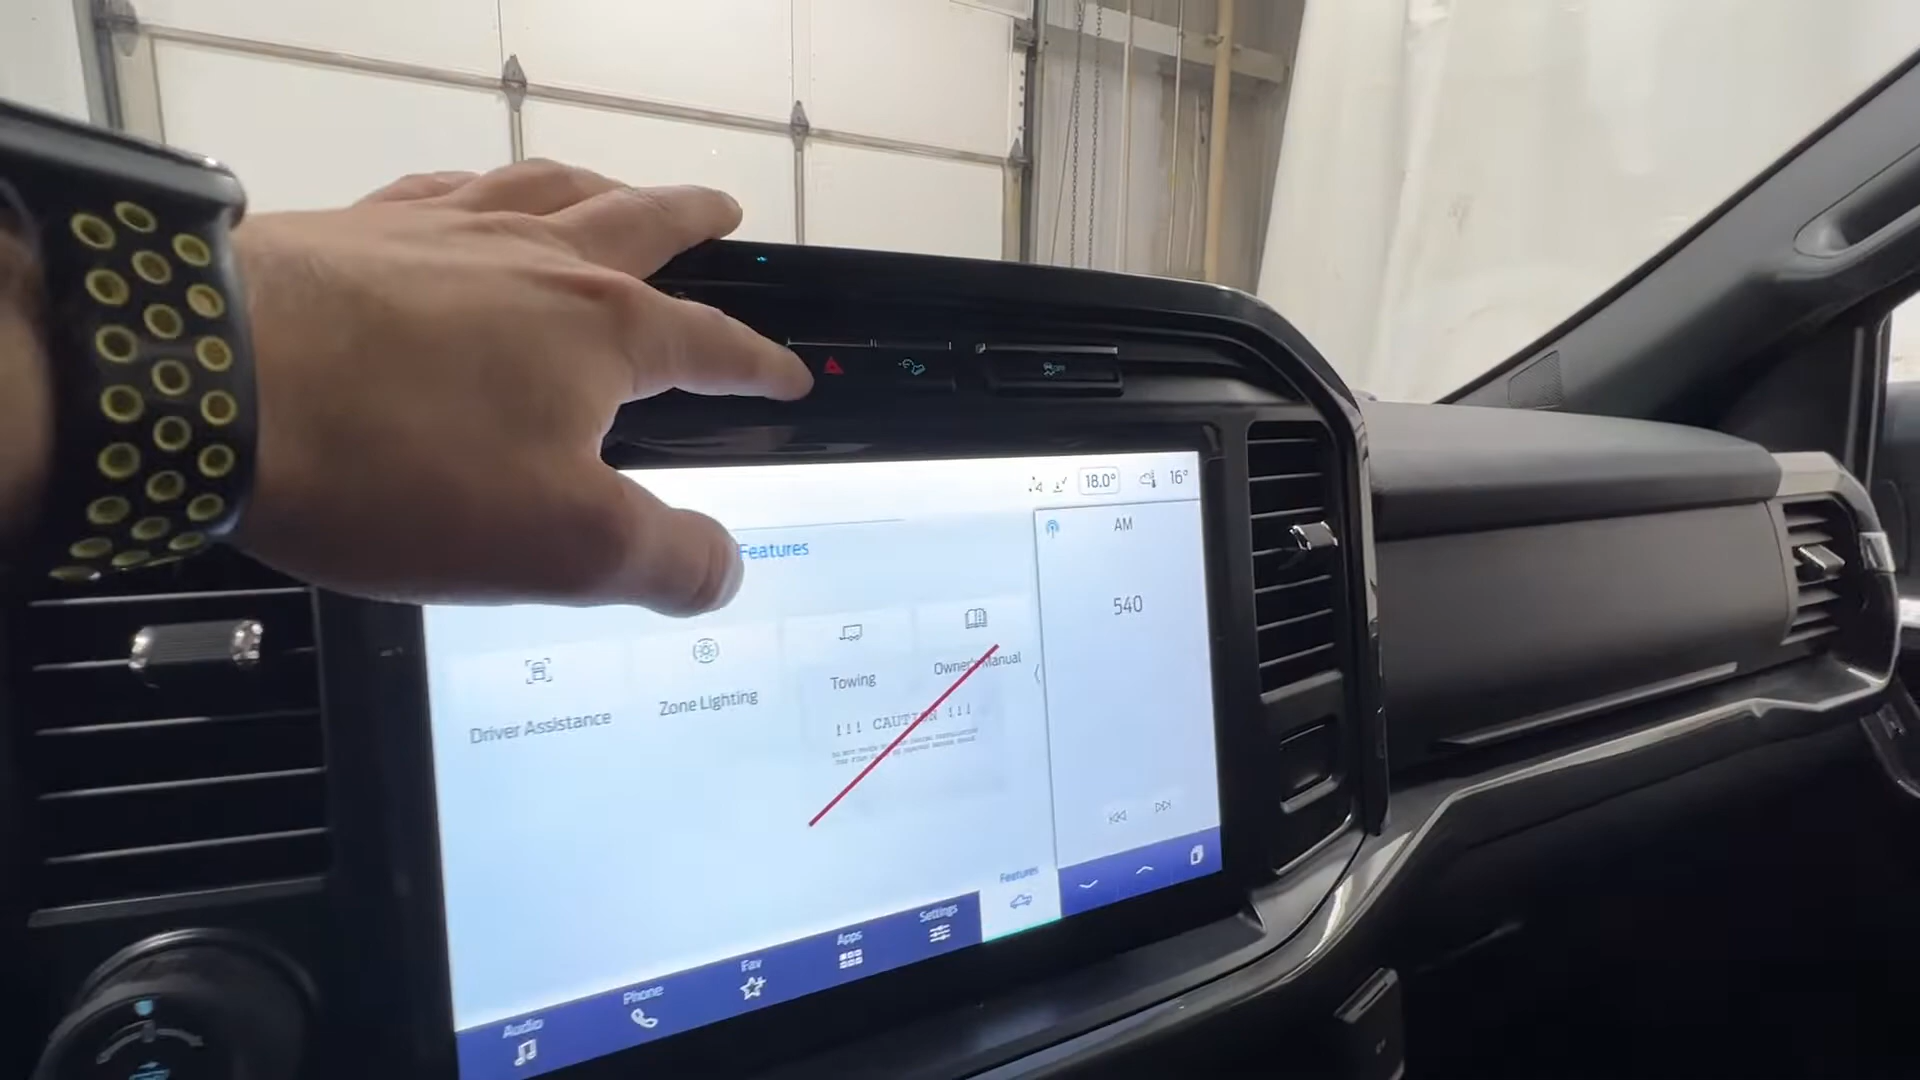 OFF
18.0° 16°
Features
AM
540
Driver Assistance
Zone Lighting
Towing
Owner's Manual
!!! CAUTION !!!
Audio
Phone
Fav
Apps
Settings
Features